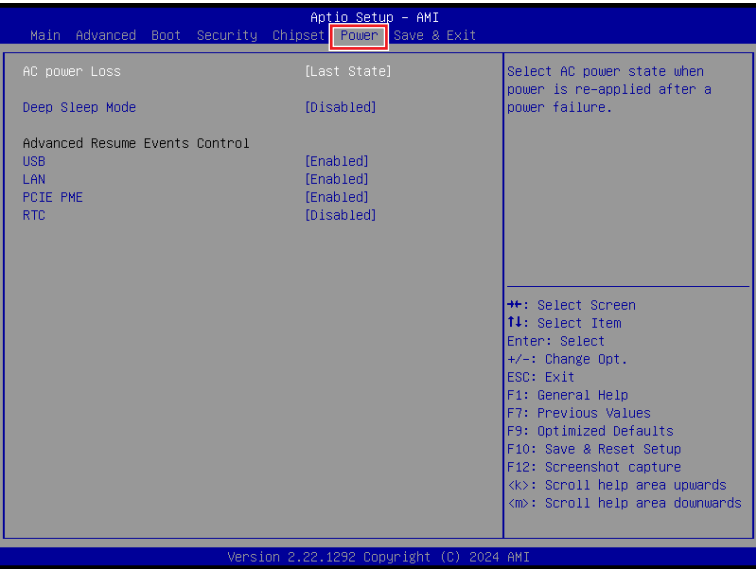 Aptio Setup – AMI
Main Advanced Boot Security Chipset Power Save & Exit
AC power Loss [Last State]
Deep Sleep Mode [Disabled]
Advanced Resume Events Control
USB [Enabled]
LAN [Enabled]
PCIE PME [Enabled]
RTC [Disabled]
Select AC power state when
power is re-applied after a
power failure.
→←: Select Screen
↑↓: Select Item
Enter: Select
+/-: Change Opt.
ESC: Exit
F1: General Help
F7: Previous Values
F9: Optimized Defaults
F10: Save & Reset Setup
F12: Screenshot capture
<k>: Scroll help area upwards
<m>: Scroll help area downwards
Version 2.22.1292 Copyright (C) 2024 AMI